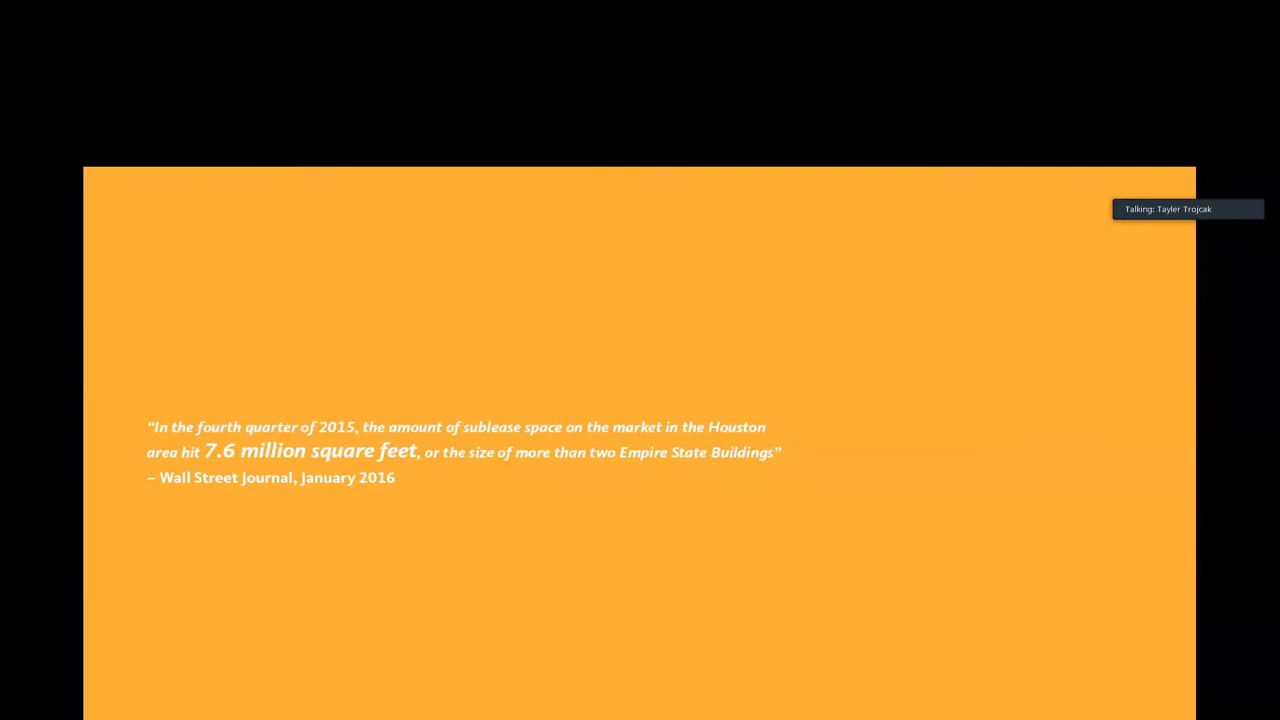 Talking: Tayler Trojcak
“In the fourth quarter of 2015, the amount of sublease space on the market in the Houston
area hit 7.6 million square feet, or the size of more than two Empire State Buildings”
– Wall Street Journal, January 2016